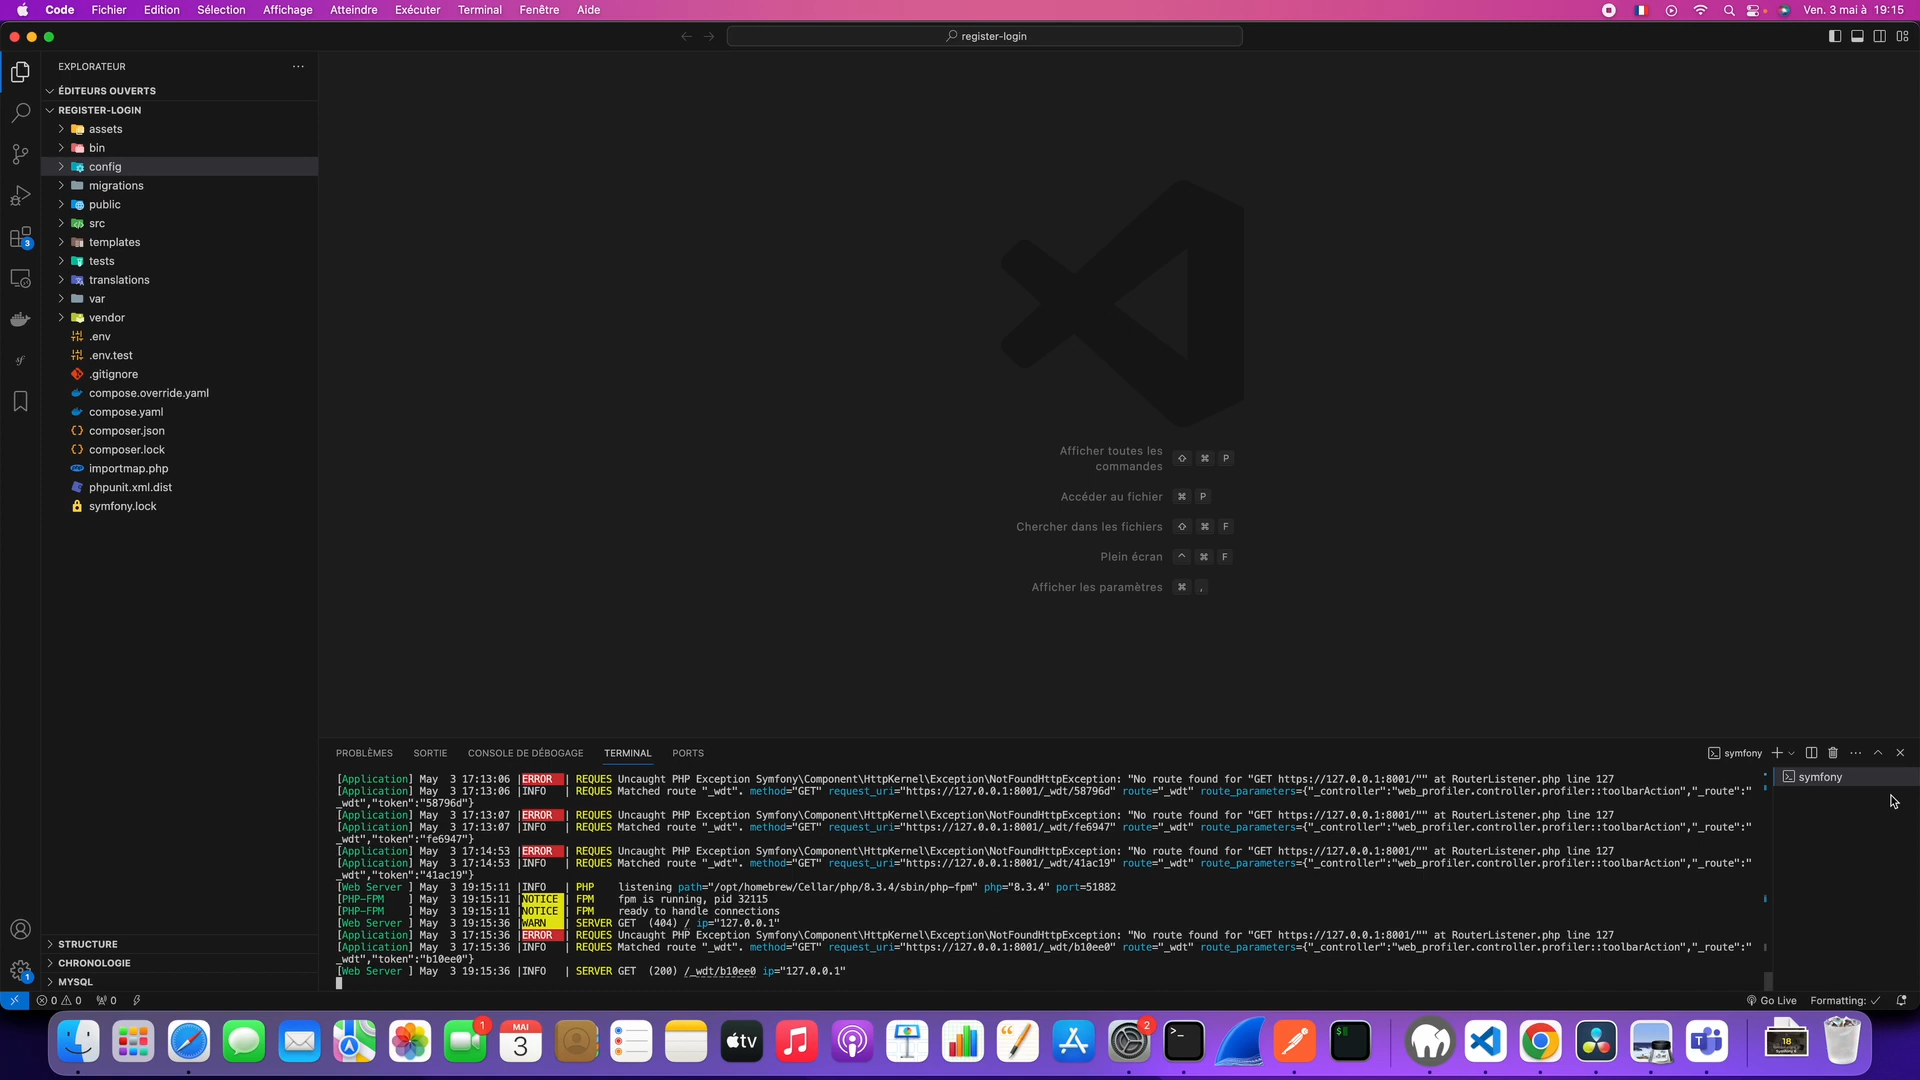 Code Fichier Edition Sélection Affichage Atteindre Exécuter Terminal Fenêtre Aide Ven. 3 mai à 19:15
register-login
EXPLORATEUR
ÉDITEURS OUVERTS
REGISTER-LOGIN
assets
bin
config
migrations
public
src
templates
tests
translations
var
vendor
.env
.env.test
.gitignore
compose.override.yaml
compose.yaml
composer.json
composer.lock
importmap.php
phpunit.xml.dist
symfony.lock
3
STRUCTURE
CHRONOLOGIE
MYSQL
1
Afficher toutes les
commandes ⇧ ⌘ P
Accéder au fichier ⌘ P
Chercher dans les fichiers ⇧ ⌘ F
Plein écran ^ ⌘ F
Afficher les paramètres ⌘ ,
PROBLÈMES SORTIE CONSOLE DE DÉBOGAGE TERMINAL PORTS symfony
symfony
[Application] May  3 17:13:06 |ERROR  | REQUES Uncaught PHP Exception Symfony\Component\HttpKernel\Exception\NotFoundHttpException: "No route found for "GET https://127.0.0.1:8001/"" at RouterListener.php line 127
[Application] May  3 17:13:06 |INFO   | REQUES Matched route "_wdt". method="GET" request_uri="https://127.0.0.1:8001/_wdt/58796d" route="_wdt" route_parameters={"_controller":"web_profiler.controller.profiler::toolbarAction","_route":"
_wdt","token":"58796d"}
[Application] May  3 17:13:07 |ERROR  | REQUES Uncaught PHP Exception Symfony\Component\HttpKernel\Exception\NotFoundHttpException: "No route found for "GET https://127.0.0.1:8001/"" at RouterListener.php line 127
[Application] May  3 17:13:07 |INFO   | REQUES Matched route "_wdt". method="GET" request_uri="https://127.0.0.1:8001/_wdt/fe6947" route="_wdt" route_parameters={"_controller":"web_profiler.controller.profiler::toolbarAction","_route":"
_wdt","token":"fe6947"}
[Application] May  3 17:14:53 |ERROR  | REQUES Uncaught PHP Exception Symfony\Component\HttpKernel\Exception\NotFoundHttpException: "No route found for "GET https://127.0.0.1:8001/"" at RouterListener.php line 127
[Application] May  3 17:14:53 |INFO   | REQUES Matched route "_wdt". method="GET" request_uri="https://127.0.0.1:8001/_wdt/41ac19" route="_wdt" route_parameters={"_controller":"web_profiler.controller.profiler::toolbarAction","_route":"
_wdt","token":"41ac19"}
[Web Server ] May  3 19:15:11 |INFO   | PHP    listening path="/opt/homebrew/Cellar/php/8.3.4/sbin/php-fpm" php="8.3.4" port=51882
[PHP-FPM    ] May  3 19:15:11 |NOTICE | FPM    fpm is running, pid 32115
[PHP-FPM    ] May  3 19:15:11 |NOTICE | FPM    ready to handle connections
[Web Server ] May  3 19:15:36 |WARN   | SERVER GET  (404) / ip="127.0.0.1"
[Application] May  3 17:15:36 |ERROR  | REQUES Uncaught PHP Exception Symfony\Component\HttpKernel\Exception\NotFoundHttpException: "No route found for "GET https://127.0.0.1:8001/"" at RouterListener.php line 127
[Application] May  3 17:15:36 |INFO   | REQUES Matched route "_wdt". method="GET" request_uri="https://127.0.0.1:8001/_wdt/b10ee0" route="_wdt" route_parameters={"_controller":"web_profiler.controller.profiler::toolbarAction","_route":"
_wdt","token":"b10ee0"}
[Web Server ] May  3 19:15:36 |INFO   | SERVER GET  (200) /_wdt/b10ee0 ip="127.0.0.1"
0 0 0 Go Live Formatting: ✓
1 MAI 3 tv 2 18